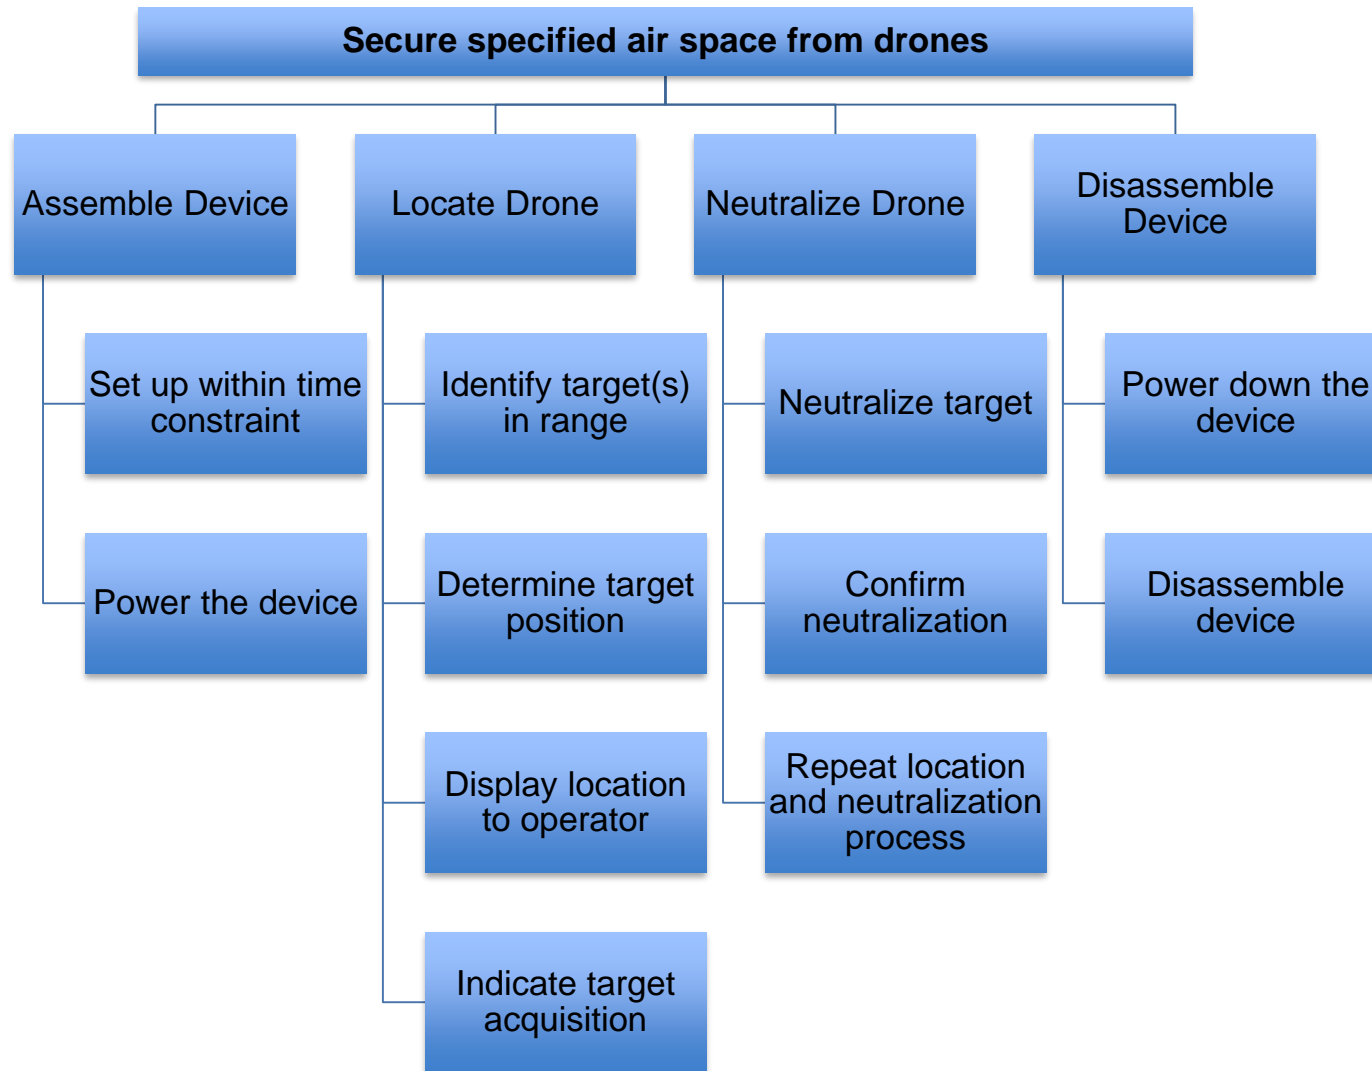 Secure specified air space from drones
Assemble Device
Locate Drone
Neutralize Drone
Disassemble
Device
Set up within time
constraint
Power the device
Identify target(s)
in range
Determine target
position
Display location
to operator
Indicate target
acquisition
Neutralize target
Confirm
neutralization
Repeat location
and neutralization
process
Power down the
device
Disassemble
device